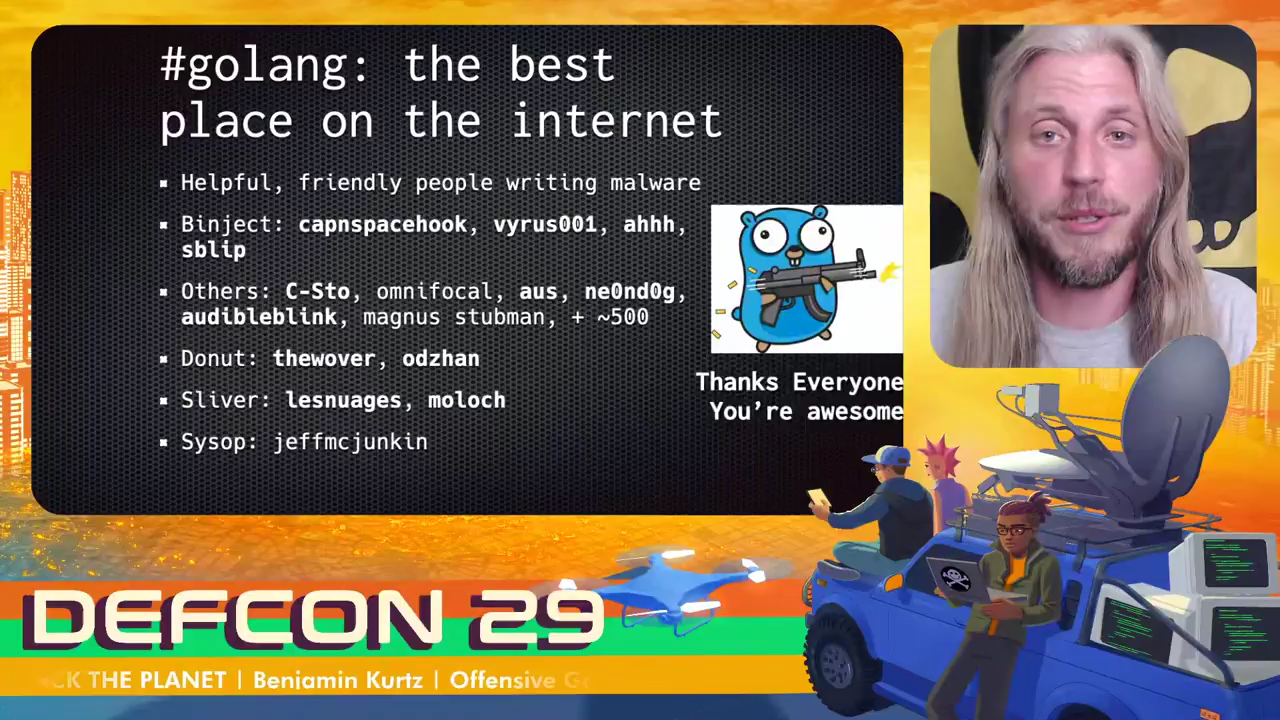 #golang: the best
place on the internet
▪ Helpful, friendly people writing malware
▪ Binject: capnspacehook, vyrus001, ahhh,
sblip
▪ Others: C-Sto, omnifocal, aus, ne0nd0g,
audibleblink, magnus stubman, + ~500
▪ Donut: thewover, odzhan
▪ Sliver: lesnuages, moloch
▪ Sysop: jeffmcjunkin
Thanks Everyone
You’re awesome
DEFCON 29
CK THE PLANET | Benjamin Kurtz | Offensive G